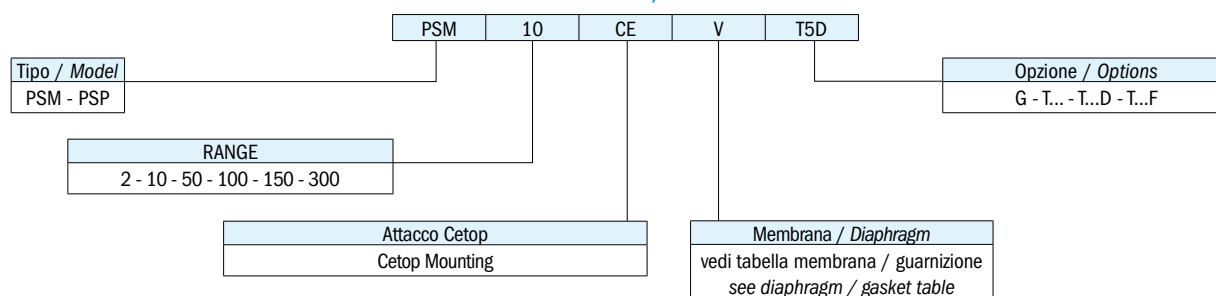 PSM 10 CE V T5D
Tipo / Model
PSM - PSP
Opzione / Options
G - T... - T...D - T...F
RANGE
2 - 10 - 50 - 100 - 150 - 300
Attacco Cetop
Cetop Mounting
Membrana / Diaphragm
vedi tabella membrana / guarnizione
see diaphragm / gasket table